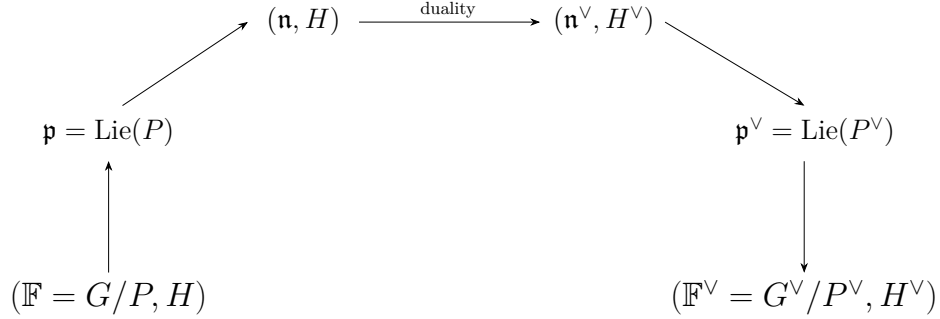 (𝔫, H) duality (𝔫^∨, H^∨)
𝔭 = Lie(P) 𝔭^∨ = Lie(P^∨)
(𝔽 = G/P, H) (𝔽^∨ = G^∨/P^∨, H^∨)